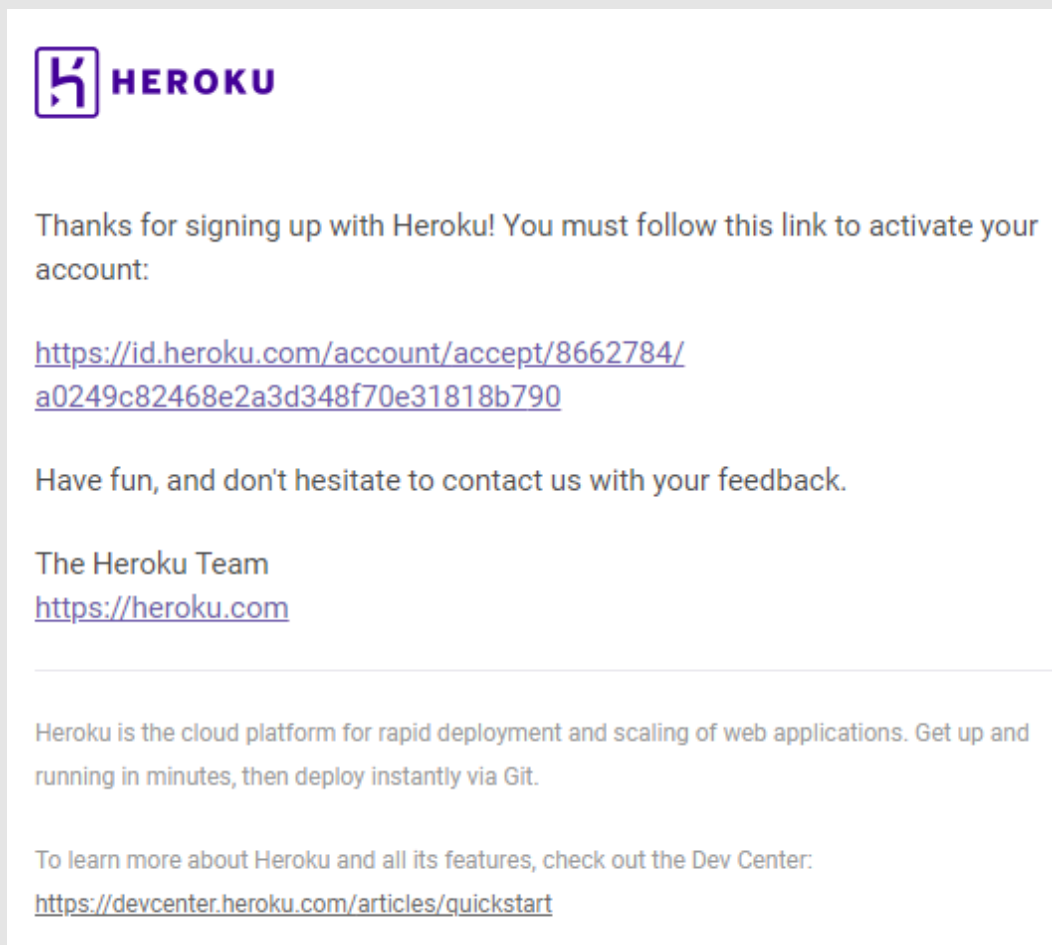 HEROKU
Thanks for signing up with Heroku! You must follow this link to activate your
account:
https://id.heroku.com/account/accept/8662784/
a0249c82468e2a3d348f70e31818b790
Have fun, and don't hesitate to contact us with your feedback.
The Heroku Team
https://heroku.com
Heroku is the cloud platform for rapid deployment and scaling of web applications. Get up and
running in minutes, then deploy instantly via Git.
To learn more about Heroku and all its features, check out the Dev Center:
https://devcenter.heroku.com/articles/quickstart